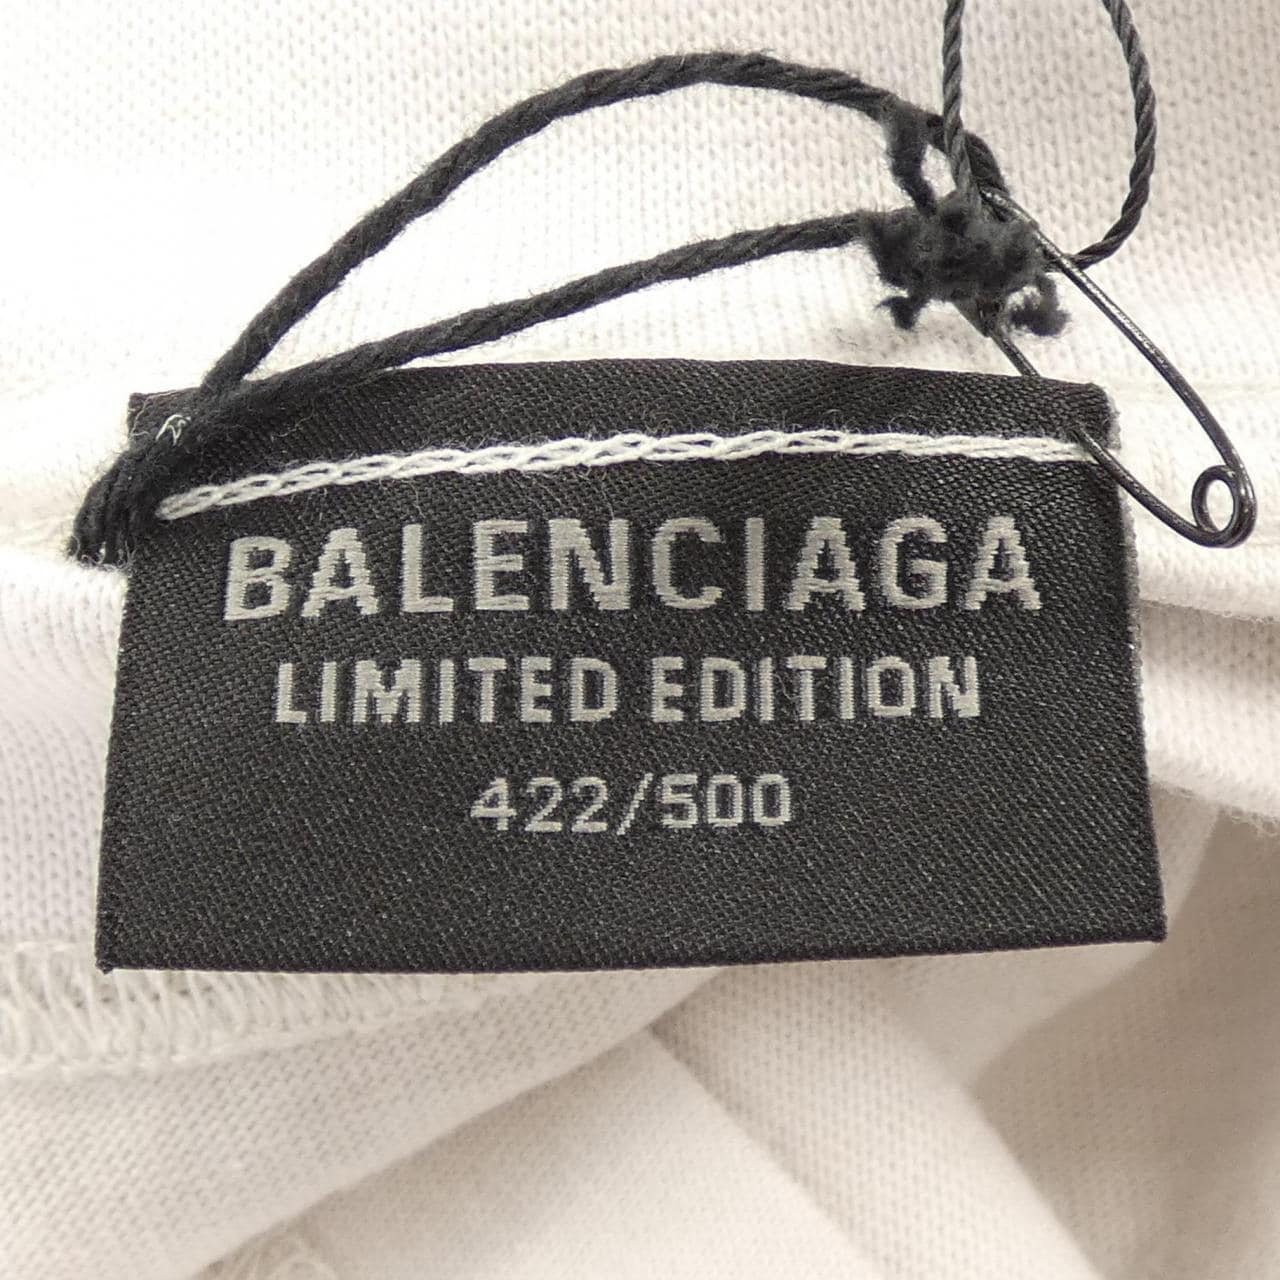 BALENCIAGA
LIMITED EDITION
422/500